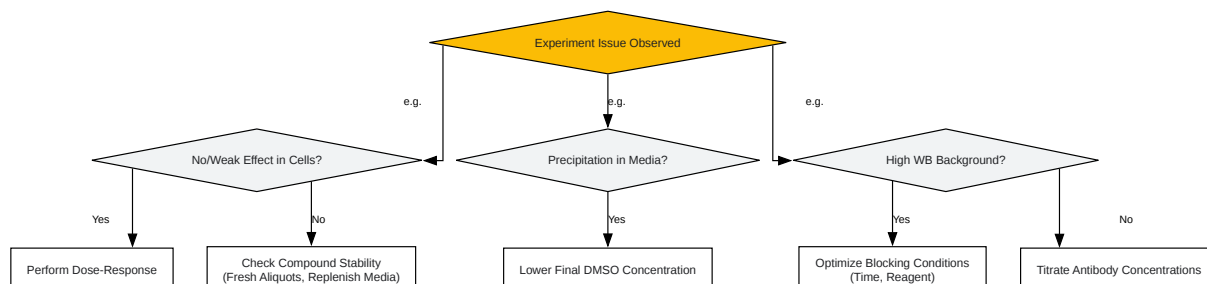 Experiment Issue Observed
e.g.
e.g.
e.g.
No/Weak Effect in Cells?
Precipitation in Media?
High WB Background?
Yes
No
Yes
Yes
No
Perform Dose-Response
Check Compound Stability
(Fresh Aliquots, Replenish Media)
Lower Final DMSO Concentration
Optimize Blocking Conditions
(Time, Reagent)
Titrate Antibody Concentrations